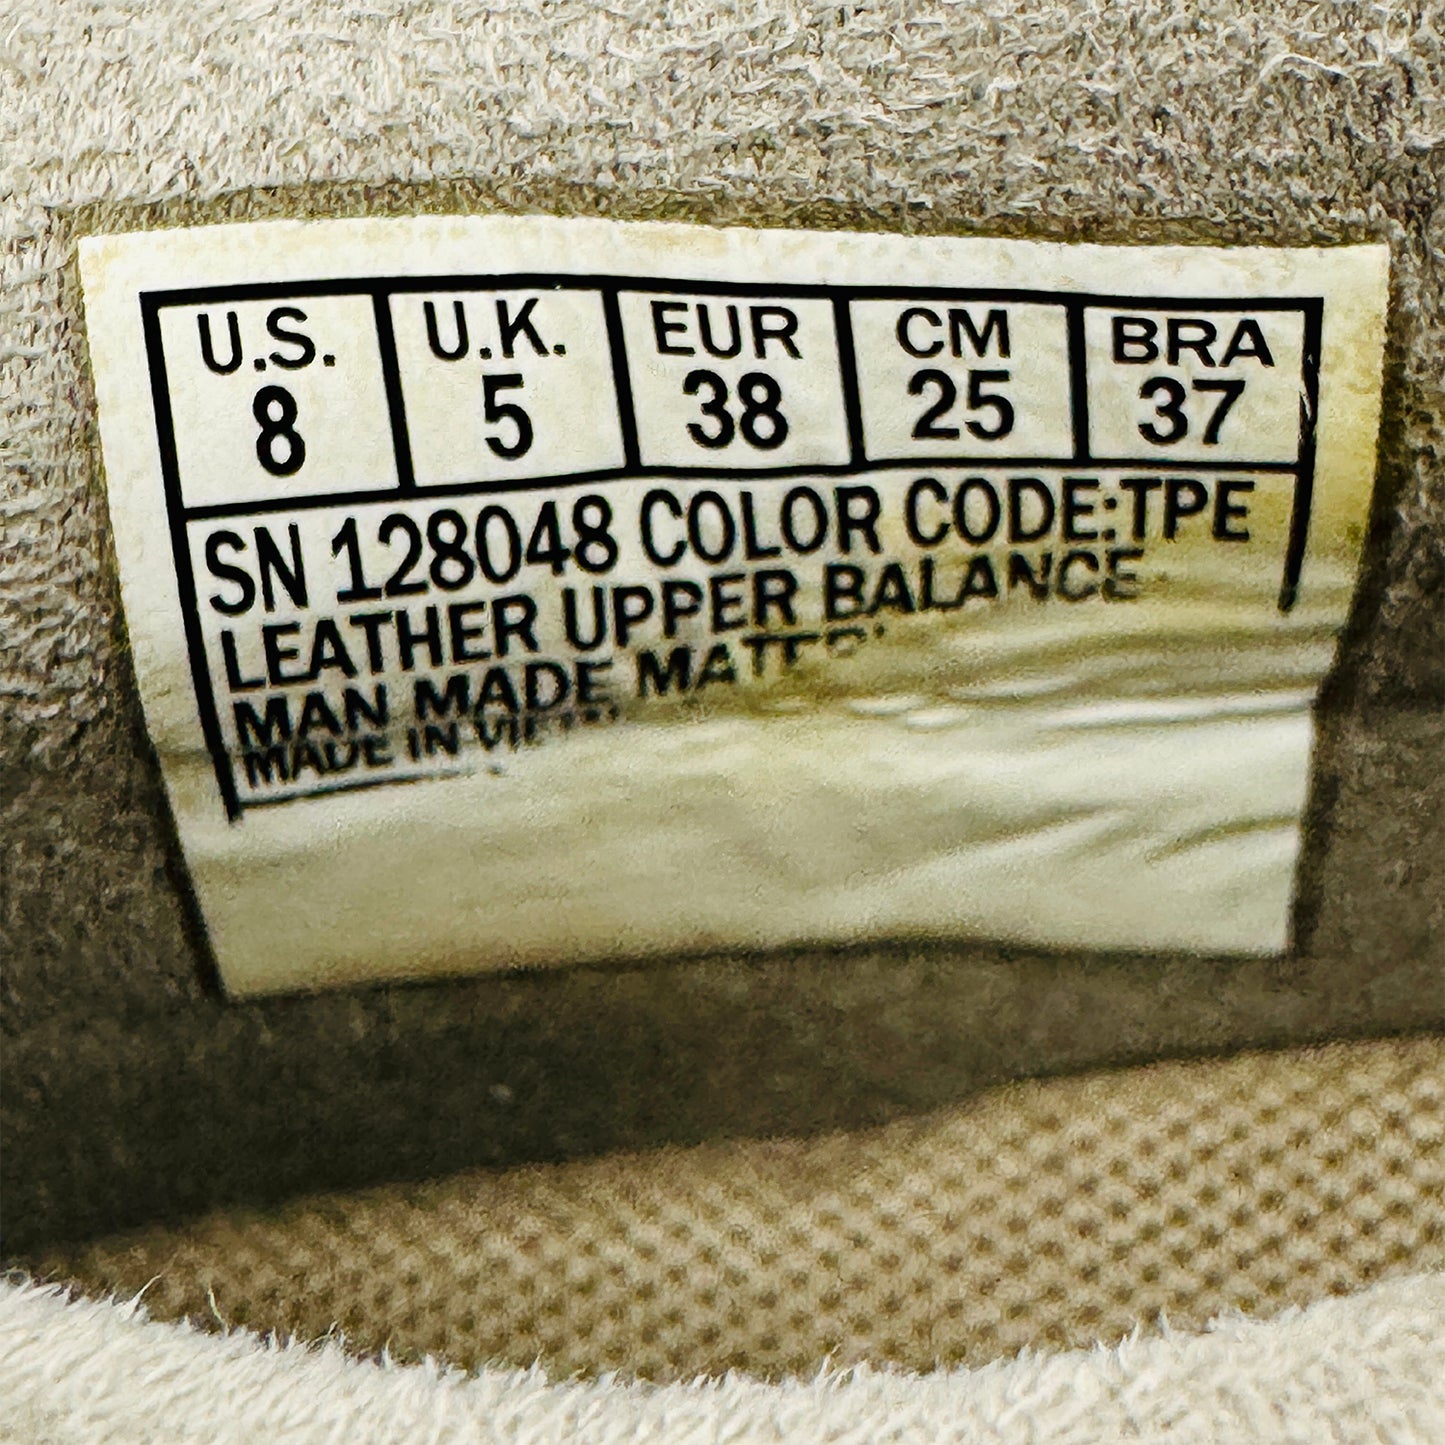 U.S. U.K. EUR CM BRA
8 5 38 25 37
SN 128048 COLOR CODE:TPE
LEATHER UPPER BALANCE
MAN MADE
MADE IN